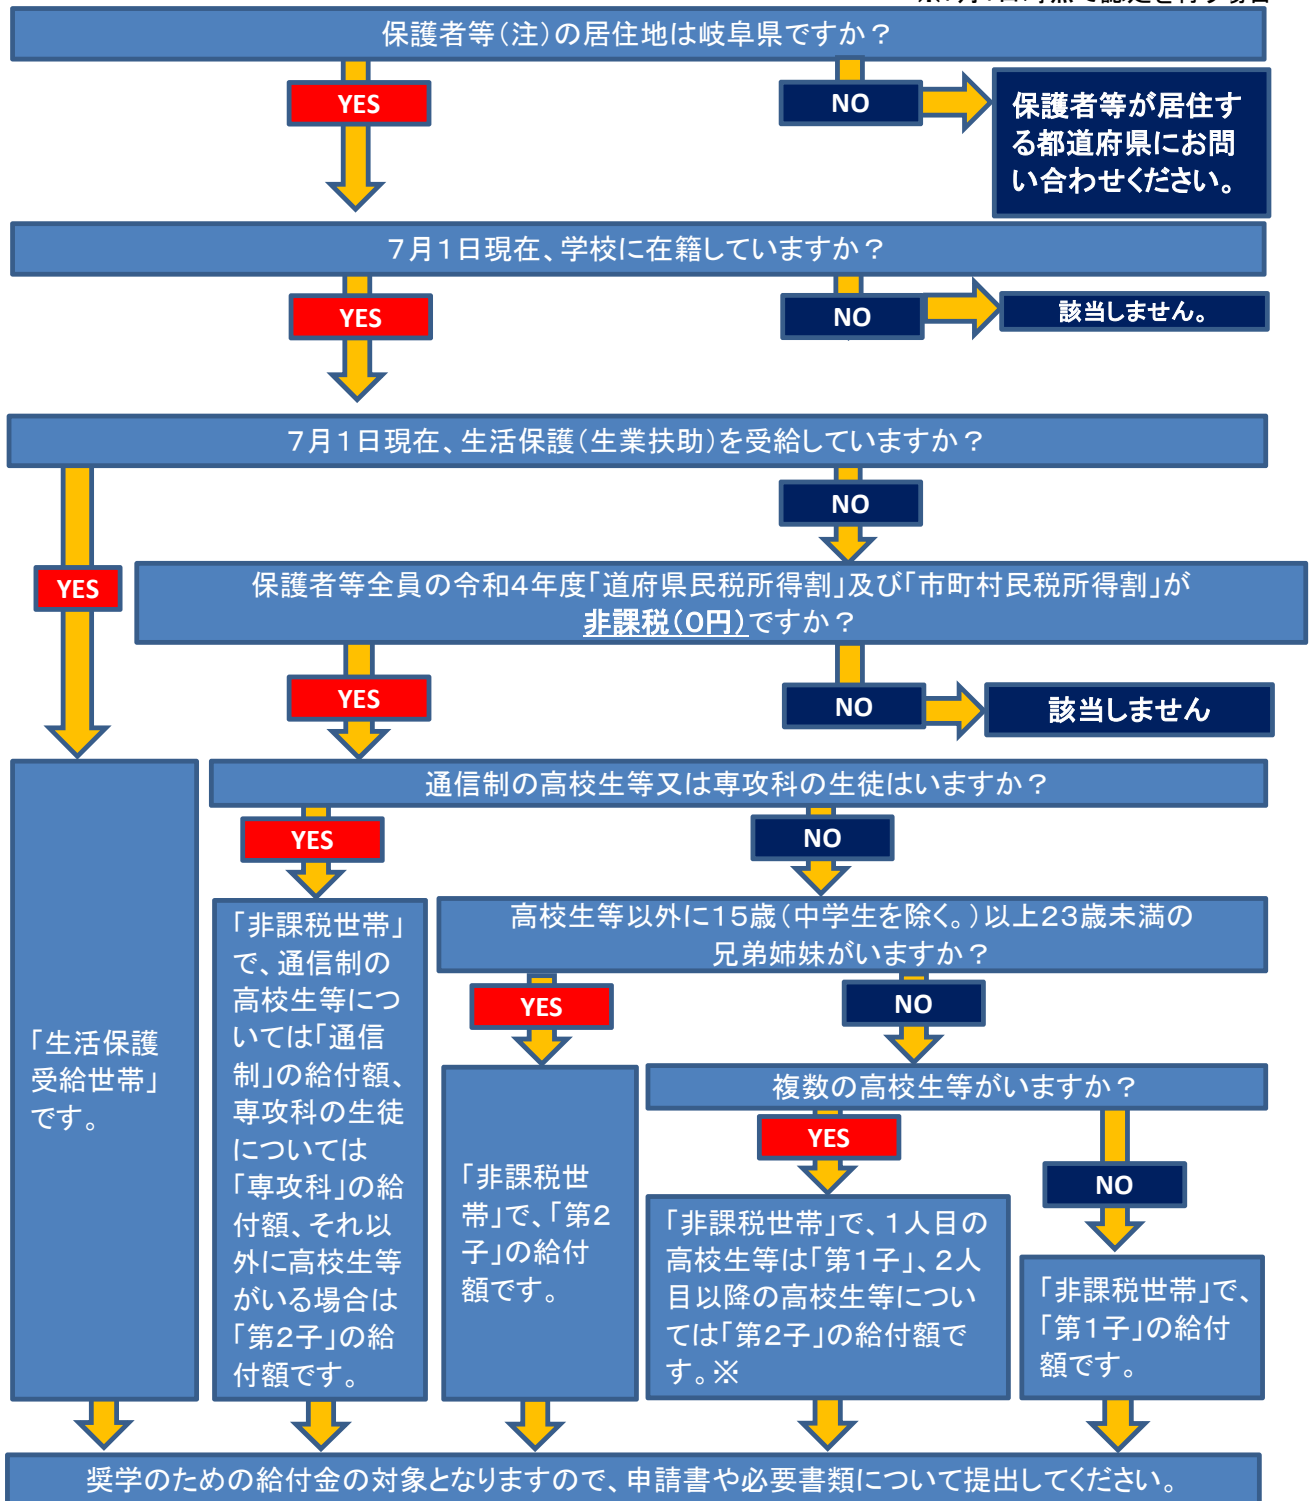 保護者等（注）の居住地は岐阜県ですか？
YES
NO
保護者等が居住す
る都道府県にお問
い合わせください。
７月１日現在、学校に在籍していますか？
YES
NO
該当しません。
７月１日現在、生活保護（生業扶助）を受給していますか？
NO
YES
保護者等全員の令和４年度「道府県民税所得割」及び「市町村民税所得割」が
非課税（０円）ですか？
YES
NO
該当しません
通信制の高校生等又は専攻科の生徒はいますか？
YES
NO
高校生等以外に１５歳（中学生を除く。）以上２３歳未満の
兄弟姉妹がいますか？
YES
NO
複数の高校生等がいますか？
YES
NO
「生活保護
受給世帯」
です。
「非課税世帯」
で、通信制の
高校生等につ
いては「通信
制」の給付額、
専攻科の生徒
については
「専攻科」の給
付額、それ以
外に高校生等
がいる場合は
「第２子」の給
付額です。
「非課税世
帯」で、「第２
子」の給付
額です。
「非課税世帯」で、１人目の
高校生等は「第１子」、２人
目以降の高校生等につい
ては「第２子」の給付額で
す。※
「非課税世帯」で、
「第１子」の給付
額です。
奨学のための給付金の対象となりますので、申請書や必要書類について提出してください。